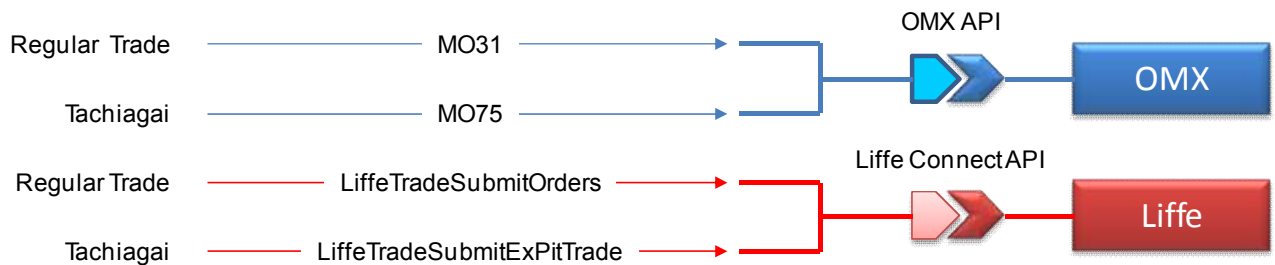 OMX API
Regular Trade MO31
OMX
Tachiagai MO75
Liffe Connect API
Regular Trade LiffeTradeSubmitOrders
Liffe
Tachiagai LiffeTradeSubmitExPitTrade